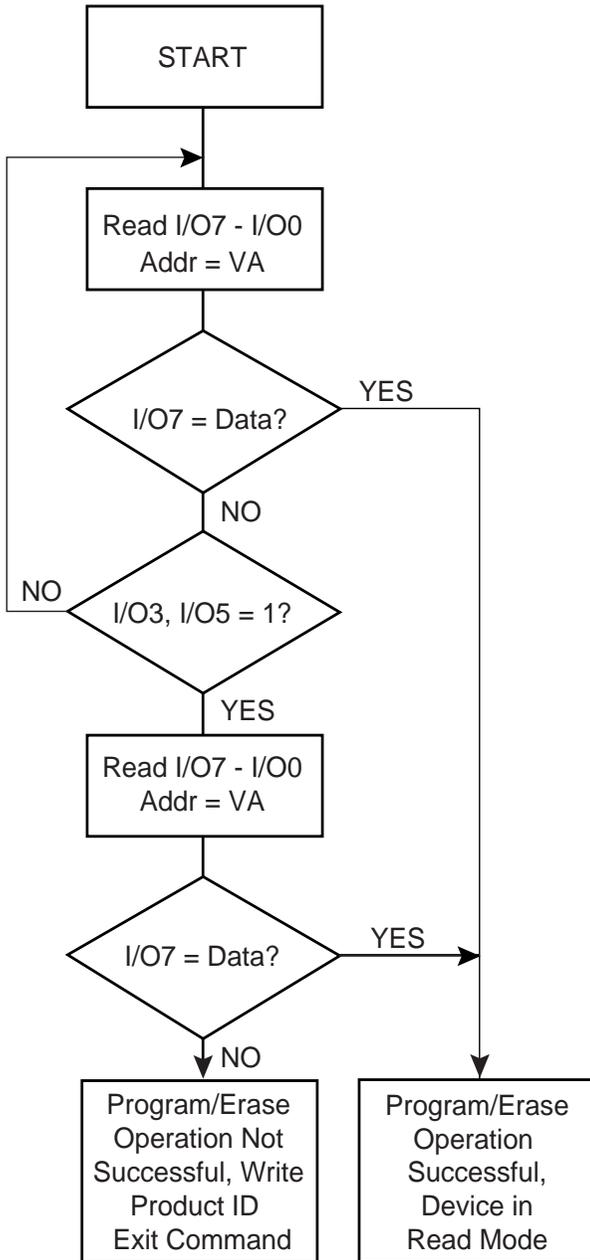 START
Read I/O7 - I/O0
Addr = VA
I/O7 = Data?
YES
NO
NO
I/O3, I/O5 = 1?
YES
Read I/O7 - I/O0
Addr = VA
I/O7 = Data?
YES
NO
Program/Erase
Operation Not
Successful, Write
Product ID
Exit Command
Program/Erase
Operation
Successful,
Device in
Read Mode